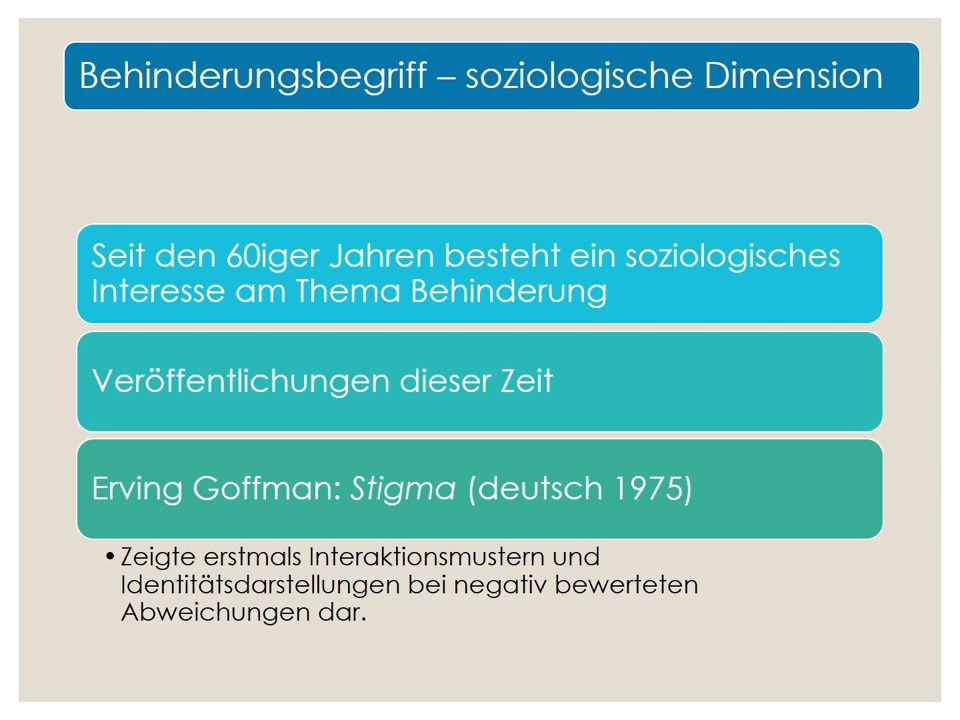 Behinderungsbegriff – soziologische Dimension
Seit den 60iger Jahren besteht ein soziologisches
Interesse am Thema Behinderung
Veröffentlichungen dieser Zeit
Erving Goffman: Stigma (deutsch 1975)
• Zeigte erstmals Interaktionsmustern und
Identitätsdarstellungen bei negativ bewerteten
Abweichungen dar.